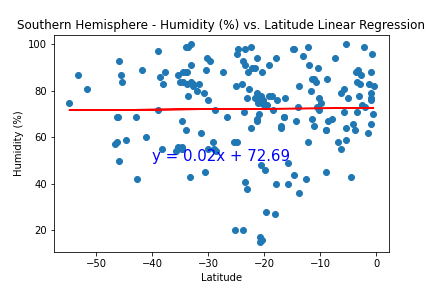 Southern Hemisphere - Humidity (%) vs. Latitude Linear Regression
100
80
60
40
20
Humidity (%)
y = 0.02x + 72.69
−50
−40
−30
−20
−10
0
Latitude